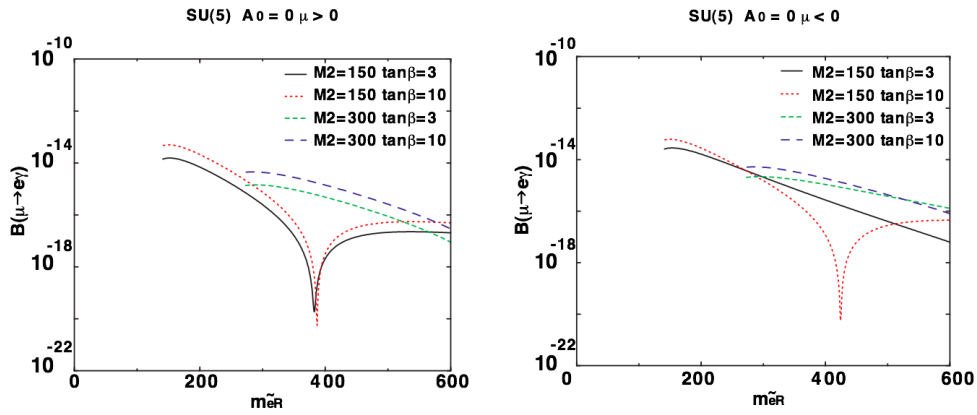 SU(5) A0 = 0 μ > 0
10^-10
10^-14
10^-18
10^-22
B(μ→eγ)
M2=150 tanβ=3
M2=150 tanβ=10
M2=300 tanβ=3
M2=300 tanβ=10
0 200 400 600
m_ẽR
SU(5) A0 = 0 μ < 0
10^-10
10^-14
10^-18
10^-22
B(μ→eγ)
M2=150 tanβ=3
M2=150 tanβ=10
M2=300 tanβ=3
M2=300 tanβ=10
0 200 400 600
m_ẽR